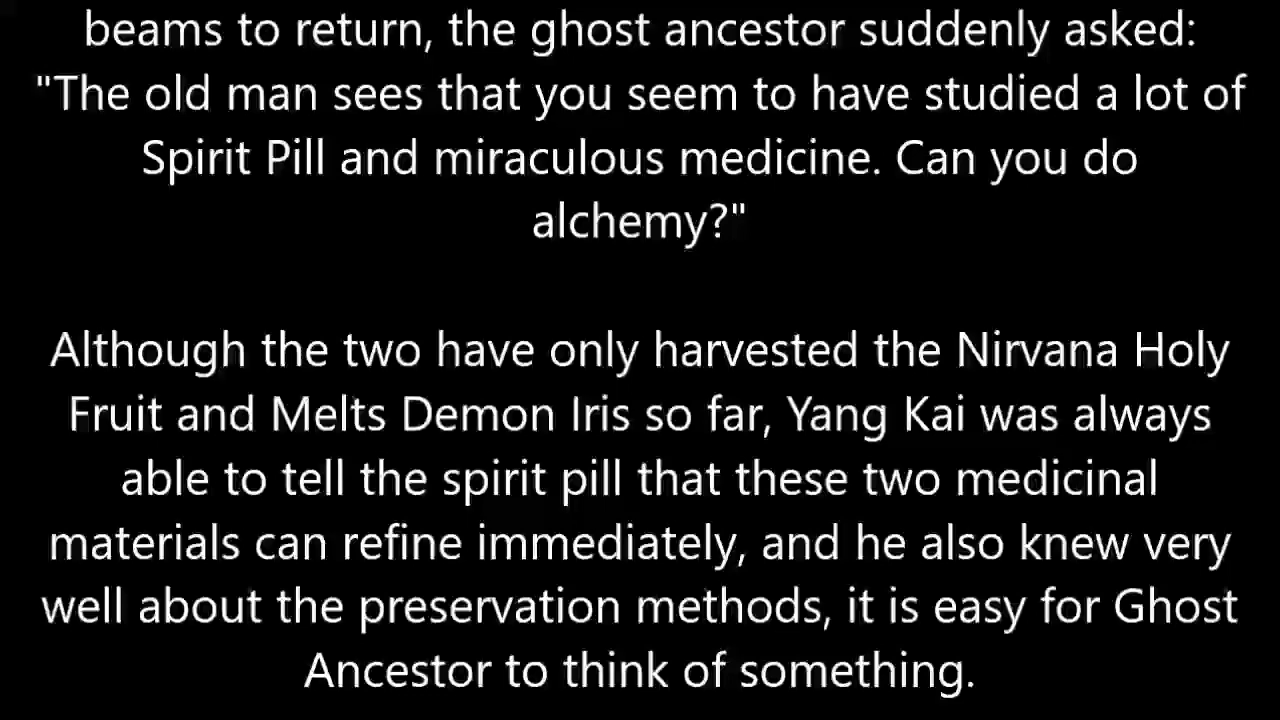 beams to return, the ghost ancestor suddenly asked:
"The old man sees that you seem to have studied a lot of
Spirit Pill and miraculous medicine. Can you do
alchemy?"
Although the two have only harvested the Nirvana Holy
Fruit and Melts Demon Iris so far, Yang Kai was always
able to tell the spirit pill that these two medicinal
materials can refine immediately, and he also knew very
well about the preservation methods, it is easy for Ghost
Ancestor to think of something.